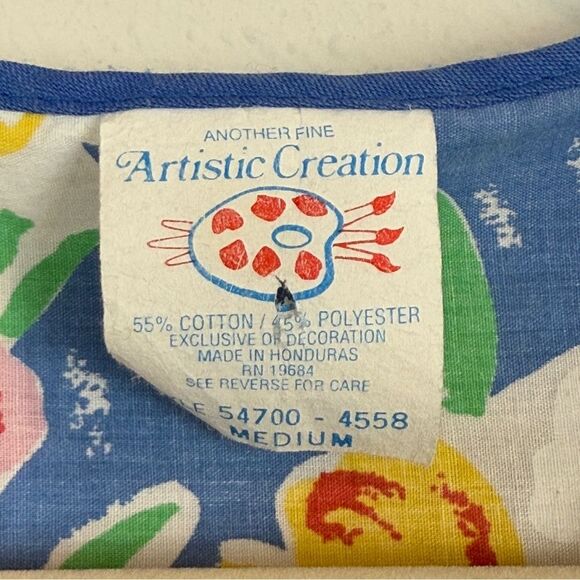 ANOTHER FINE
Artistic Creation
55% COTTON / 45% POLYESTER
EXCLUSIVE OF DECORATION
MADE IN HONDURAS
RN 19684
SEE REVERSE FOR CARE
LE 54700 - 4558
MEDIUM